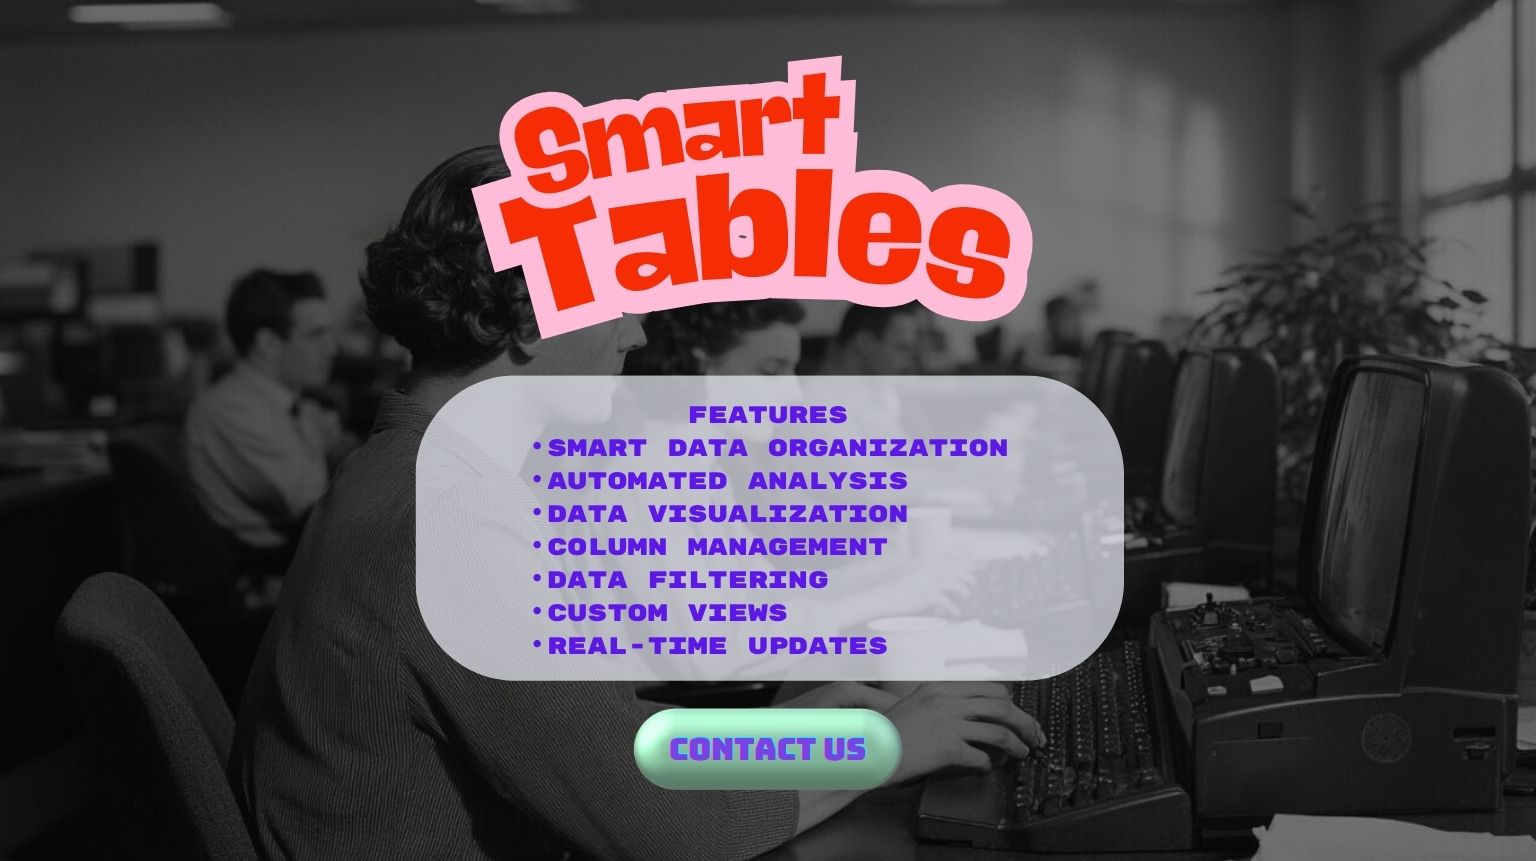 Smart
Tables
FEATURES
•SMART DATA ORGANIZATION
•AUTOMATED ANALYSIS
•DATA VISUALIZATION
•COLUMN MANAGEMENT
•DATA FILTERING
•CUSTOM VIEWS
•REAL-TIME UPDATES
CONTACT US